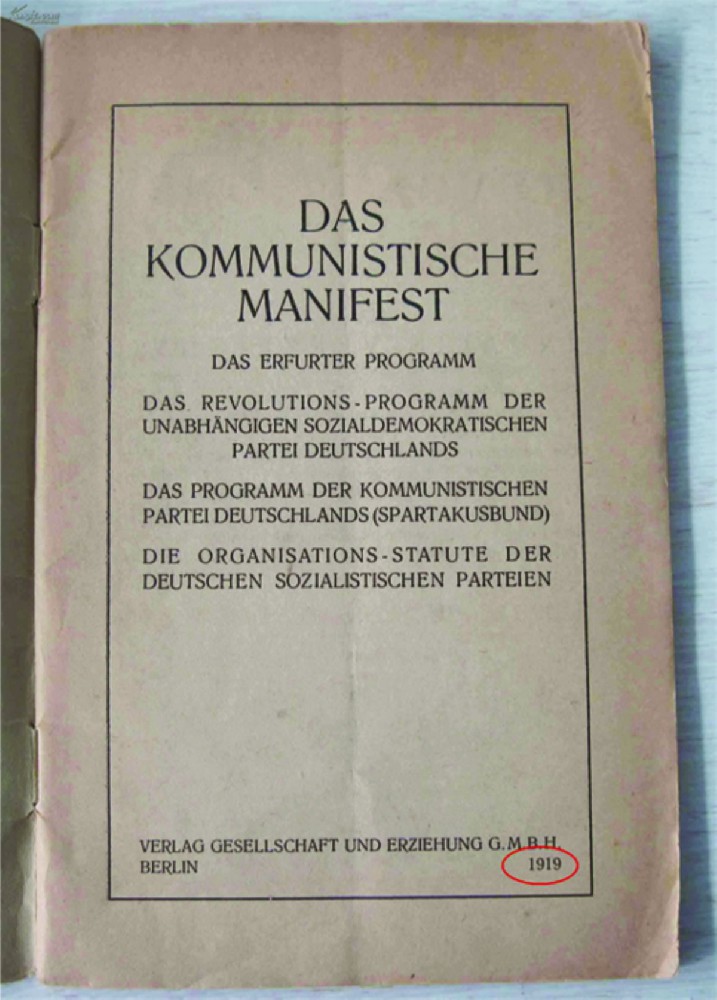 DAS
KOMMUNISTISCHE
MANIFEST
DAS ERFURTER PROGRAMM
DAS REVOLUTIONS-PROGRAMM DER
UNABHÄNGIGEN SOZIALDEMOKRATISCHEN
PARTEI DEUTSCHLANDS
DAS PROGRAMM DER KOMMUNISTISCHEN
PARTEI DEUTSCHLANDS (SPARTAKUSBUND)
DIE ORGANISATIONS-STATUTE DER
DEUTSCHEN SOZIALISTISCHEN PARTEIEN
VERLAG GESELLSCHAFT UND ERZIEHUNG G.M.B.H.
BERLIN 1919